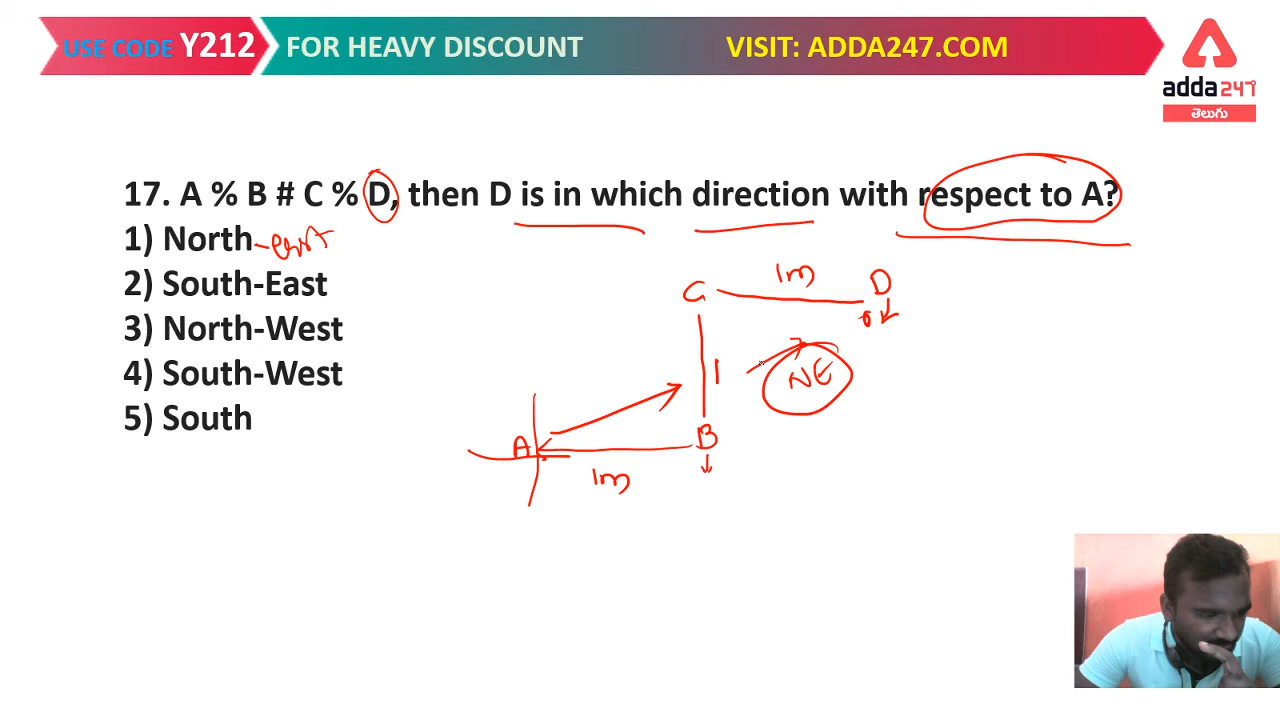 USE CODE Y212 FOR HEAVY DISCOUNT VISIT: ADDA247.COM
adda247
తెలుగు
17. A % B # C % D, then D is in which direction with respect to A?
1) North-east
2) South-East
3) North-West
4) South-West
5) South
C 1m D
1
NE
A B
1m